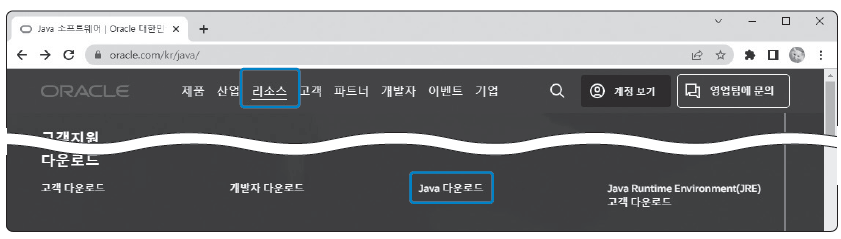 Java 소프트웨어 | Oracle 대한민
oracle.com/kr/java/
ORACLE 제품 산업 리소스 고객 파트너 개발자 이벤트 기업 계정 보기 영업팀에 문의
고객지원
다운로드
고객 다운로드 개발자 다운로드 Java 다운로드 Java Runtime Environment(JRE)
고객 다운로드